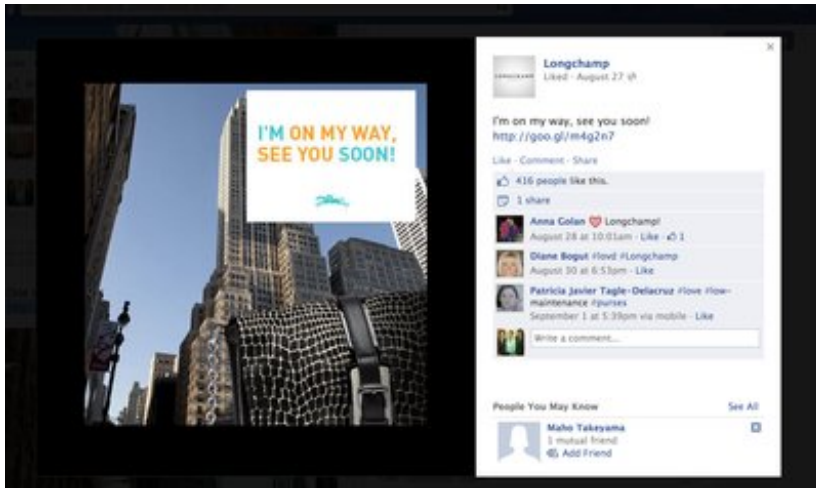 I'M ON MY WAY,
SEE YOU SOON!
Longchamp
Liked · August 27
I'm on my way, see you soon!
http://goo.gl/m4g2n7
Like · Comment · Share
416 people like this.
1 share
Anna Golan Longchamp!
August 28 at 10:01am · Like · 1
Diane Bogut #lovd #Longchamp
August 30 at 6:53pm · Like
Patricia Javier Tagle-Delacruz #love #low-
maintenance #purses
September 1 at 5:39pm via mobile · Like
Write a comment...
People You May Know
See All
Maho Takeyama
1 mutual friend
Add Friend